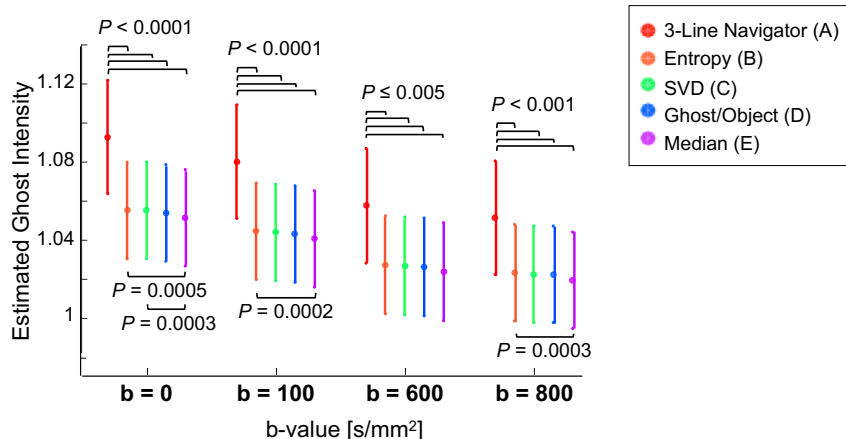 P < 0.0001
P < 0.0001
P ≤ 0.005
P < 0.001
3-Line Navigator (A)
Entropy (B)
SVD (C)
Ghost/Object (D)
Median (E)
Estimated Ghost Intensity
1.12
1.08
1.04
1
P = 0.0005
P = 0.0003
P = 0.0002
P = 0.0003
b = 0
b = 100
b = 600
b = 800
b-value [s/mm²]